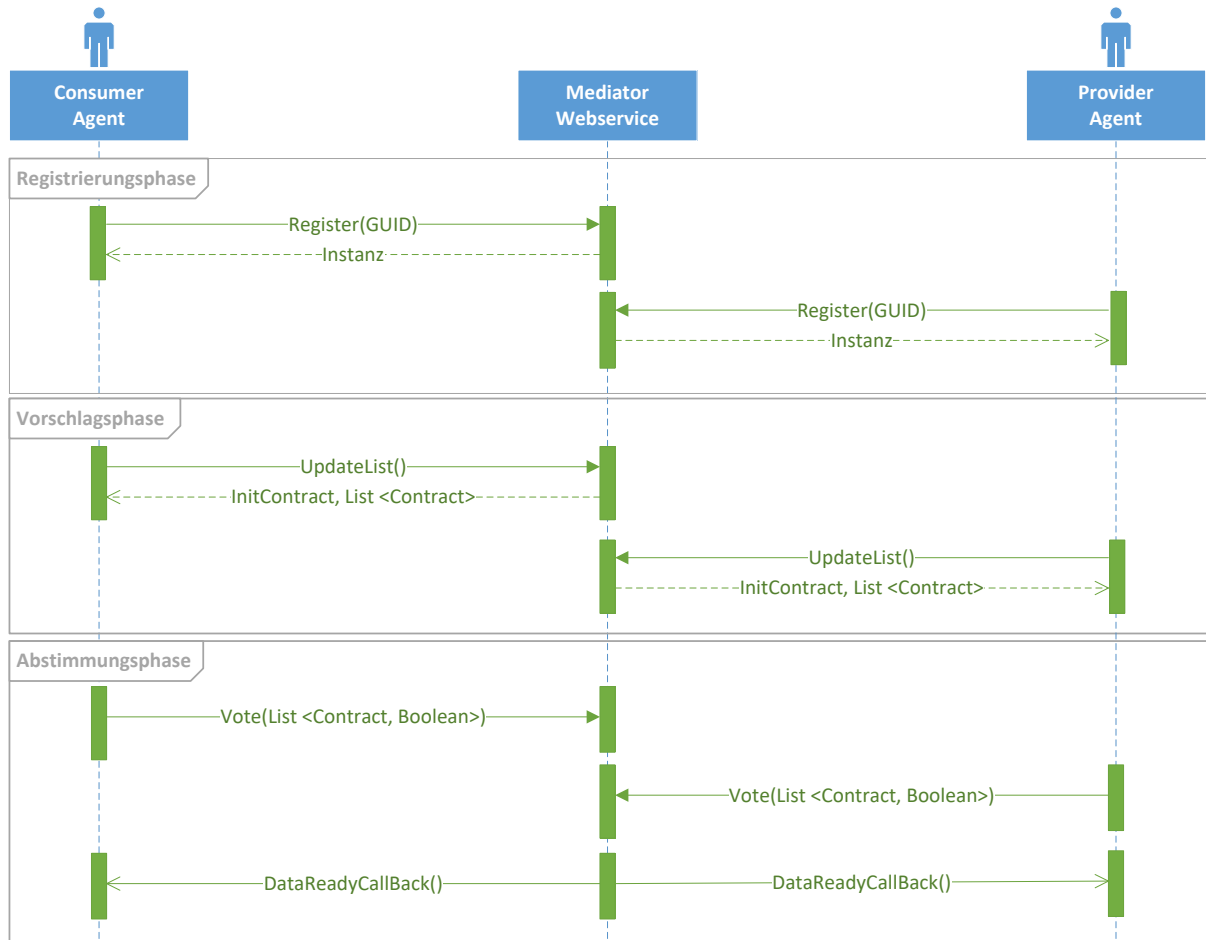 Consumer
Agent
Mediator
Webservice
Provider
Agent
Registrierungsphase
Register(GUID)
Instanz
Register(GUID)
Instanz
Vorschlagsphase
UpdateList()
InitContract, List <Contract>
UpdateList()
InitContract, List <Contract>
Abstimmungsphase
Vote(List <Contract, Boolean>)
Vote(List <Contract, Boolean>)
DataReadyCallBack()
DataReadyCallBack()